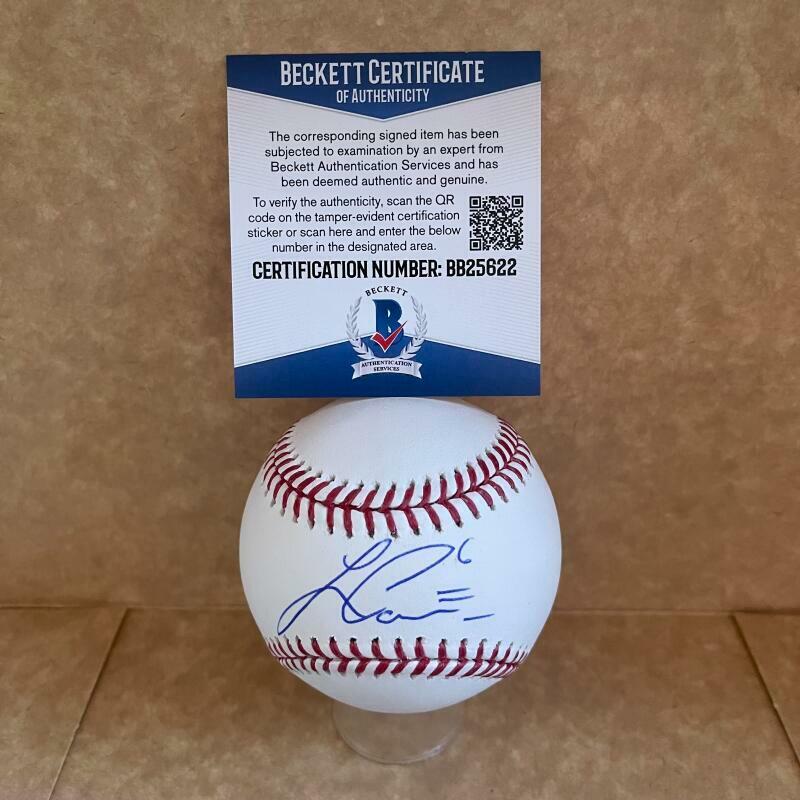 BECKETT CERTIFICATE
OF AUTHENTICITY
The corresponding signed item has been
subjected to examination by an expert from
Beckett Authentication Services and has
been deemed authentic and genuine.
To verify the authenticity, scan the QR
code on the tamper-evident certification
sticker or scan here and enter the below
number in the designated area.
CERTIFICATION NUMBER: BB25622
BECKETT
B
AUTHENTICATION
SERVICES
6